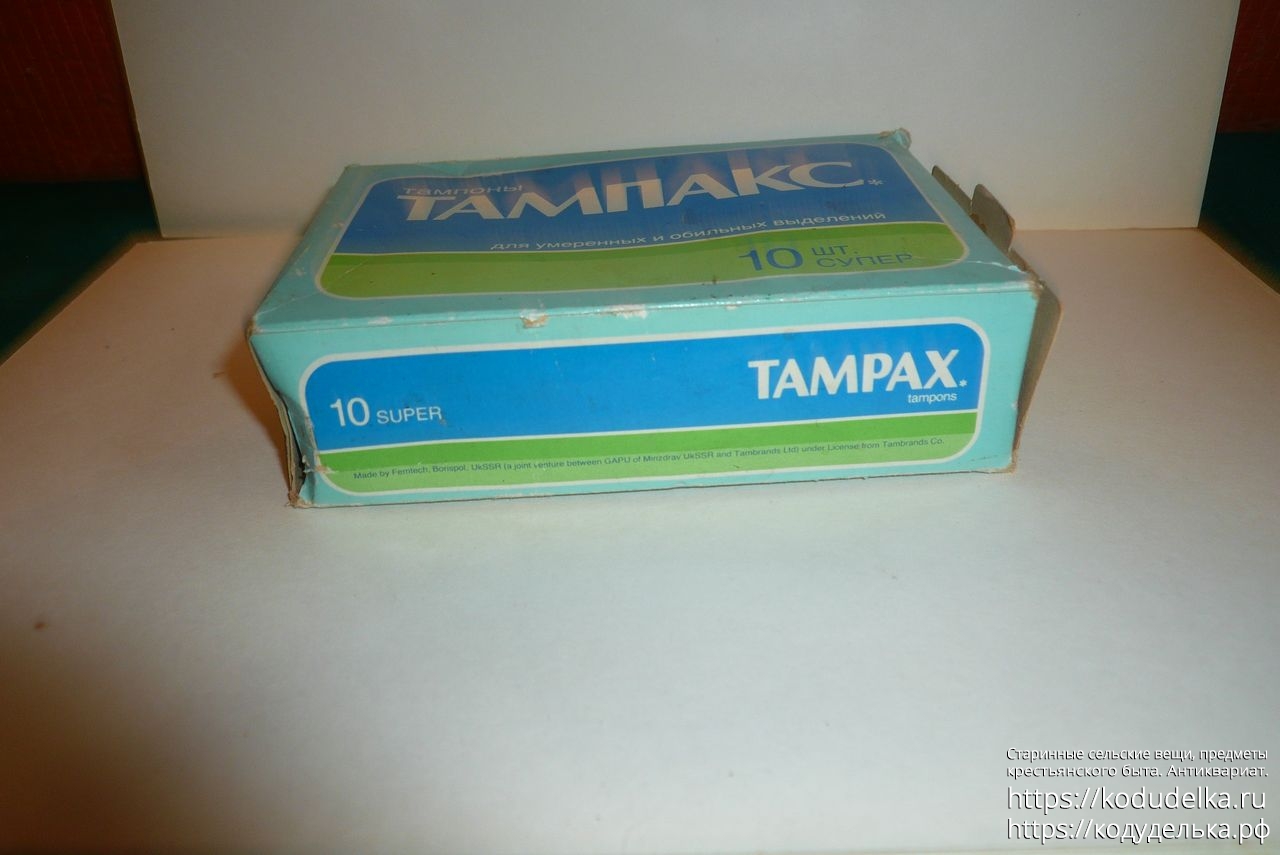 тампоны
ТАМПАКС*
для умеренных и обильных выделений
10 ШТ.
СУПЕР
TAMPAX*
tampons
10 SUPER
Made by Femtech, Borispol, UkSSR (a joint venture between GAPU of Minzdrav UkSSR and Tambrands Ltd) under License from Tambrands Co.
Старинные сельские вещи, предметы
крестьянского быта. Антиквариат.
https://kodudelka.ru
https://кодуделька.рф